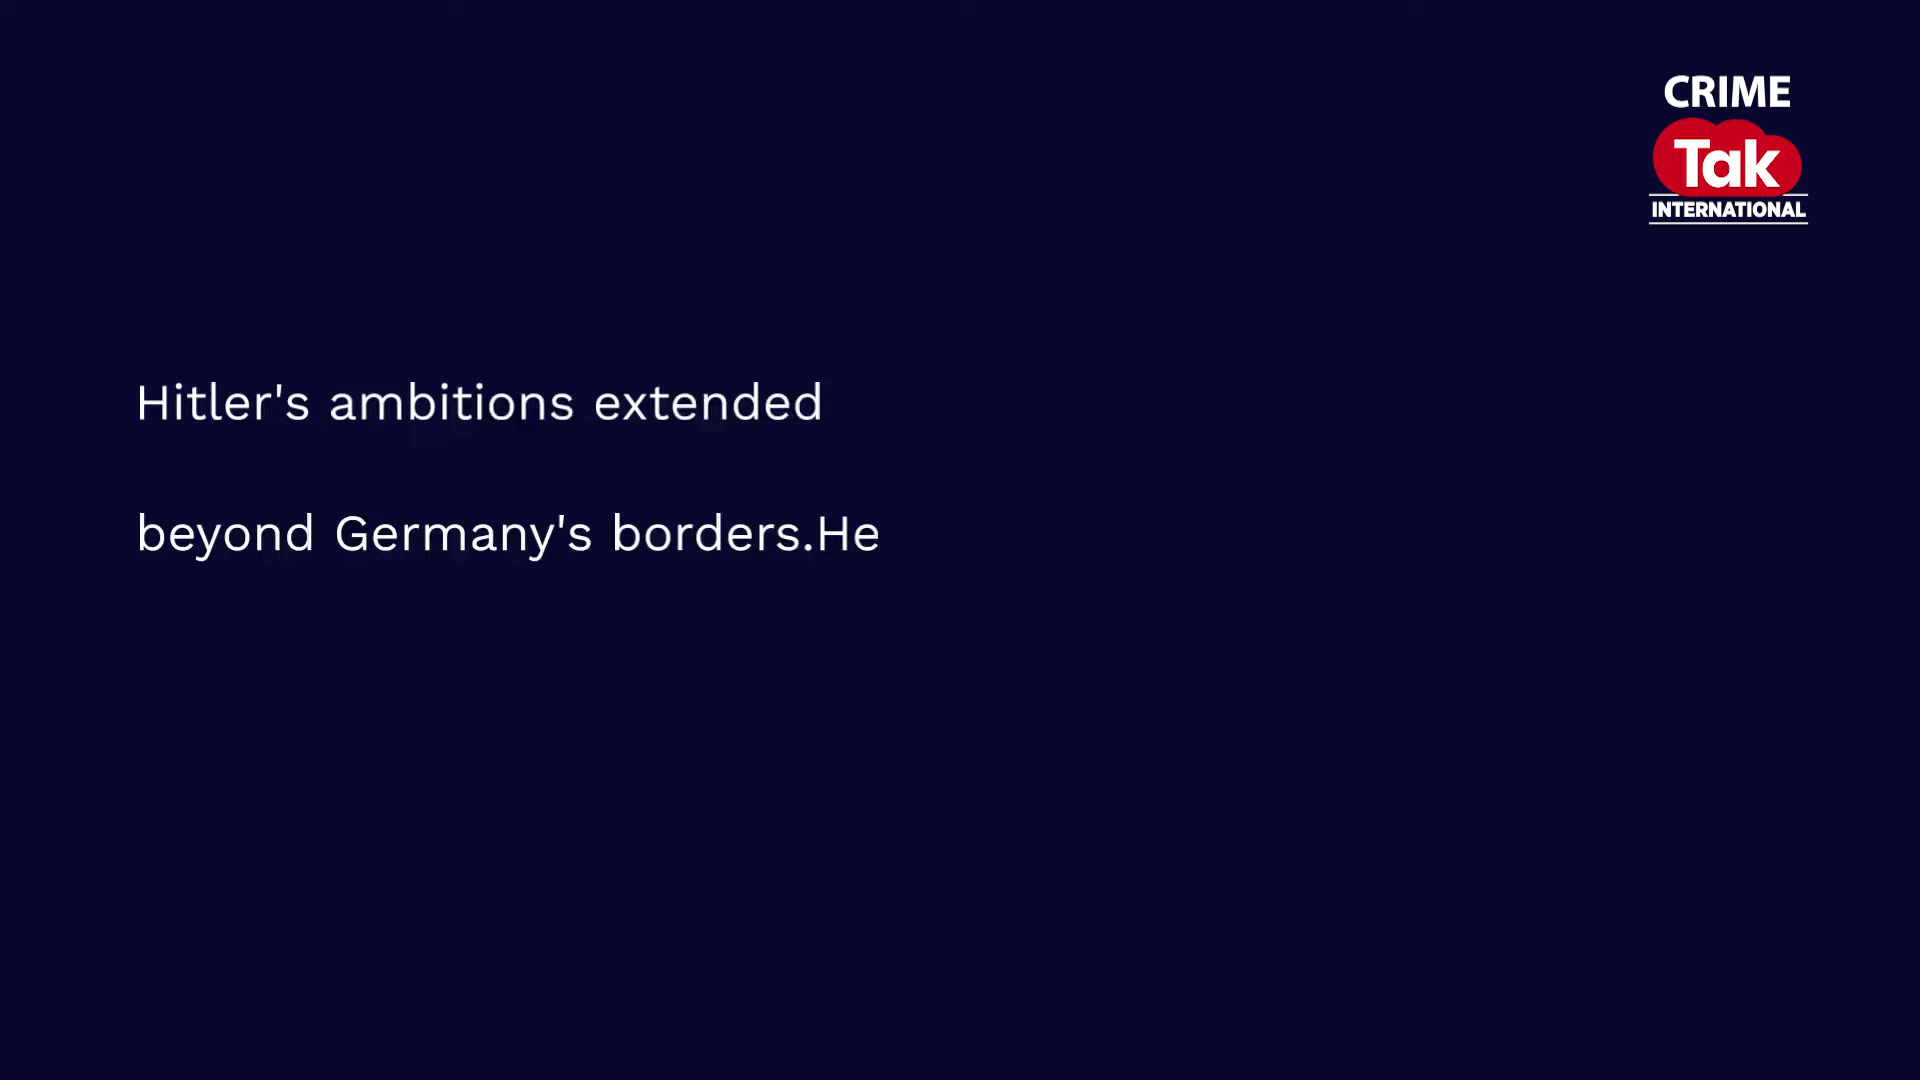 CRIME
Tak
INTERNATIONAL
Hitler's ambitions extended
beyond Germany's borders.He